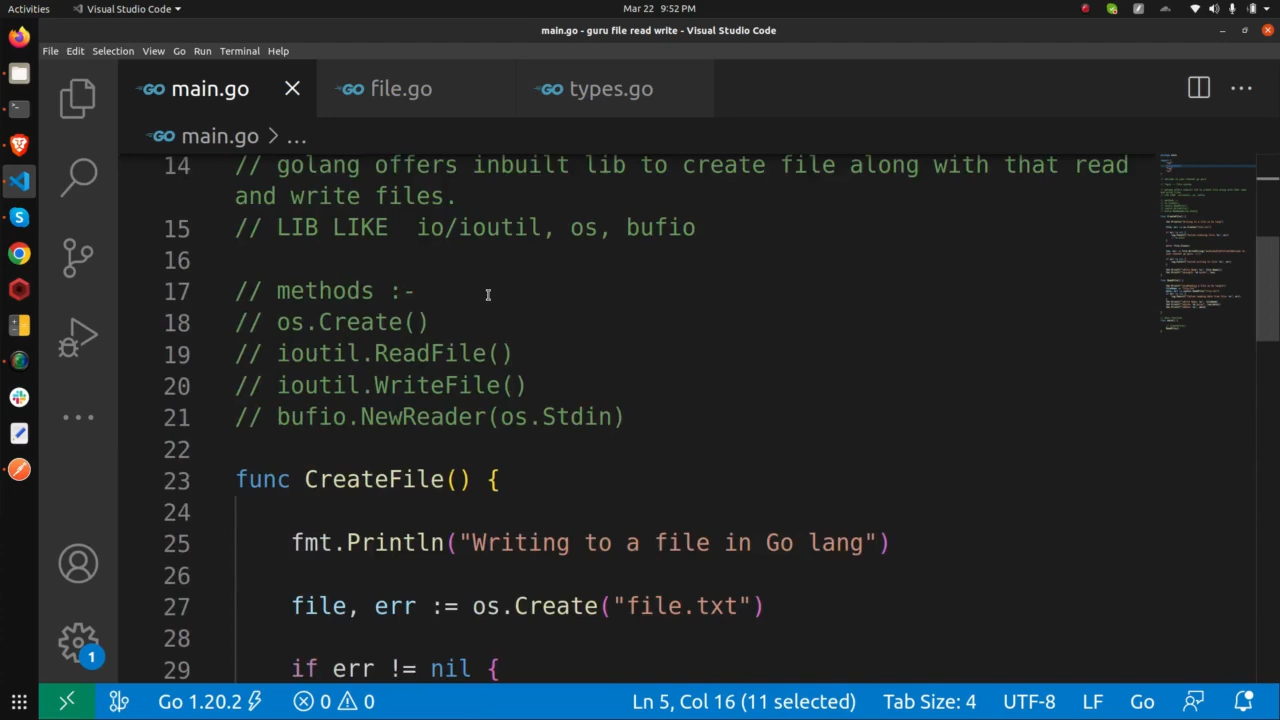 Activities
Visual Studio Code
Mar 22 9:52 PM
main.go - guru file read write - Visual Studio Code
File Edit Selection View Go Run Terminal Help
GO main.go
GO file.go
GO types.go
GO main.go > ...
14 // golang offers inbuilt lib to create file along with that read
and write files.
15 // LIB LIKE  io/ioutil, os, bufio
16
17 // methods :-
18 // os.Create()
19 // ioutil.ReadFile()
20 // ioutil.WriteFile()
21 // bufio.NewReader(os.Stdin)
22
23 func CreateFile() {
24
25 fmt.Println("Writing to a file in Go lang")
26
27 file, err := os.Create("file.txt")
28
29 if err != nil {
1
Go 1.20.2
0 0
Ln 5, Col 16 (11 selected)
Tab Size: 4
UTF-8
LF
Go